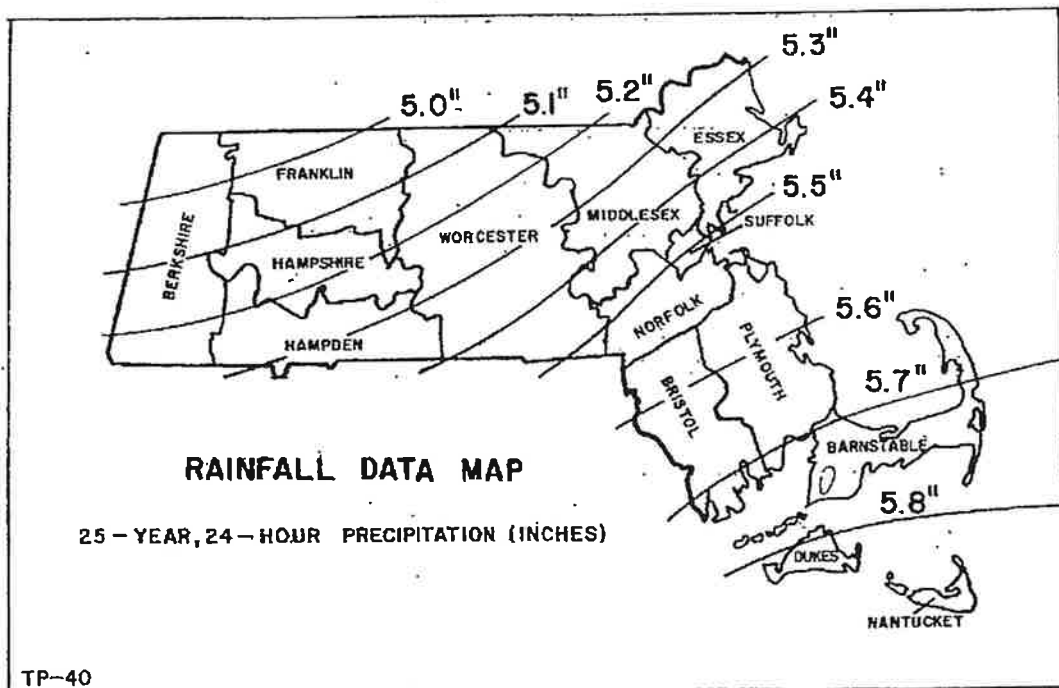 5.3"
5.0"
5.1"
5.2"
5.4"
ESSEX
FRANKLIN
5.5"
MIDDLESEX
SUFFOLK
WORCESTER
BERKSHIRE
HAMPSHIRE
NORFOLK
PLYMOUTH
5.6"
HAMPDEN
5.7"
BRISTOL
BARNSTABLE
RAINFALL DATA MAP
5.8"
25-YEAR, 24-HOUR PRECIPITATION (INCHES)
DUKES
NANTUCKET
TP-40